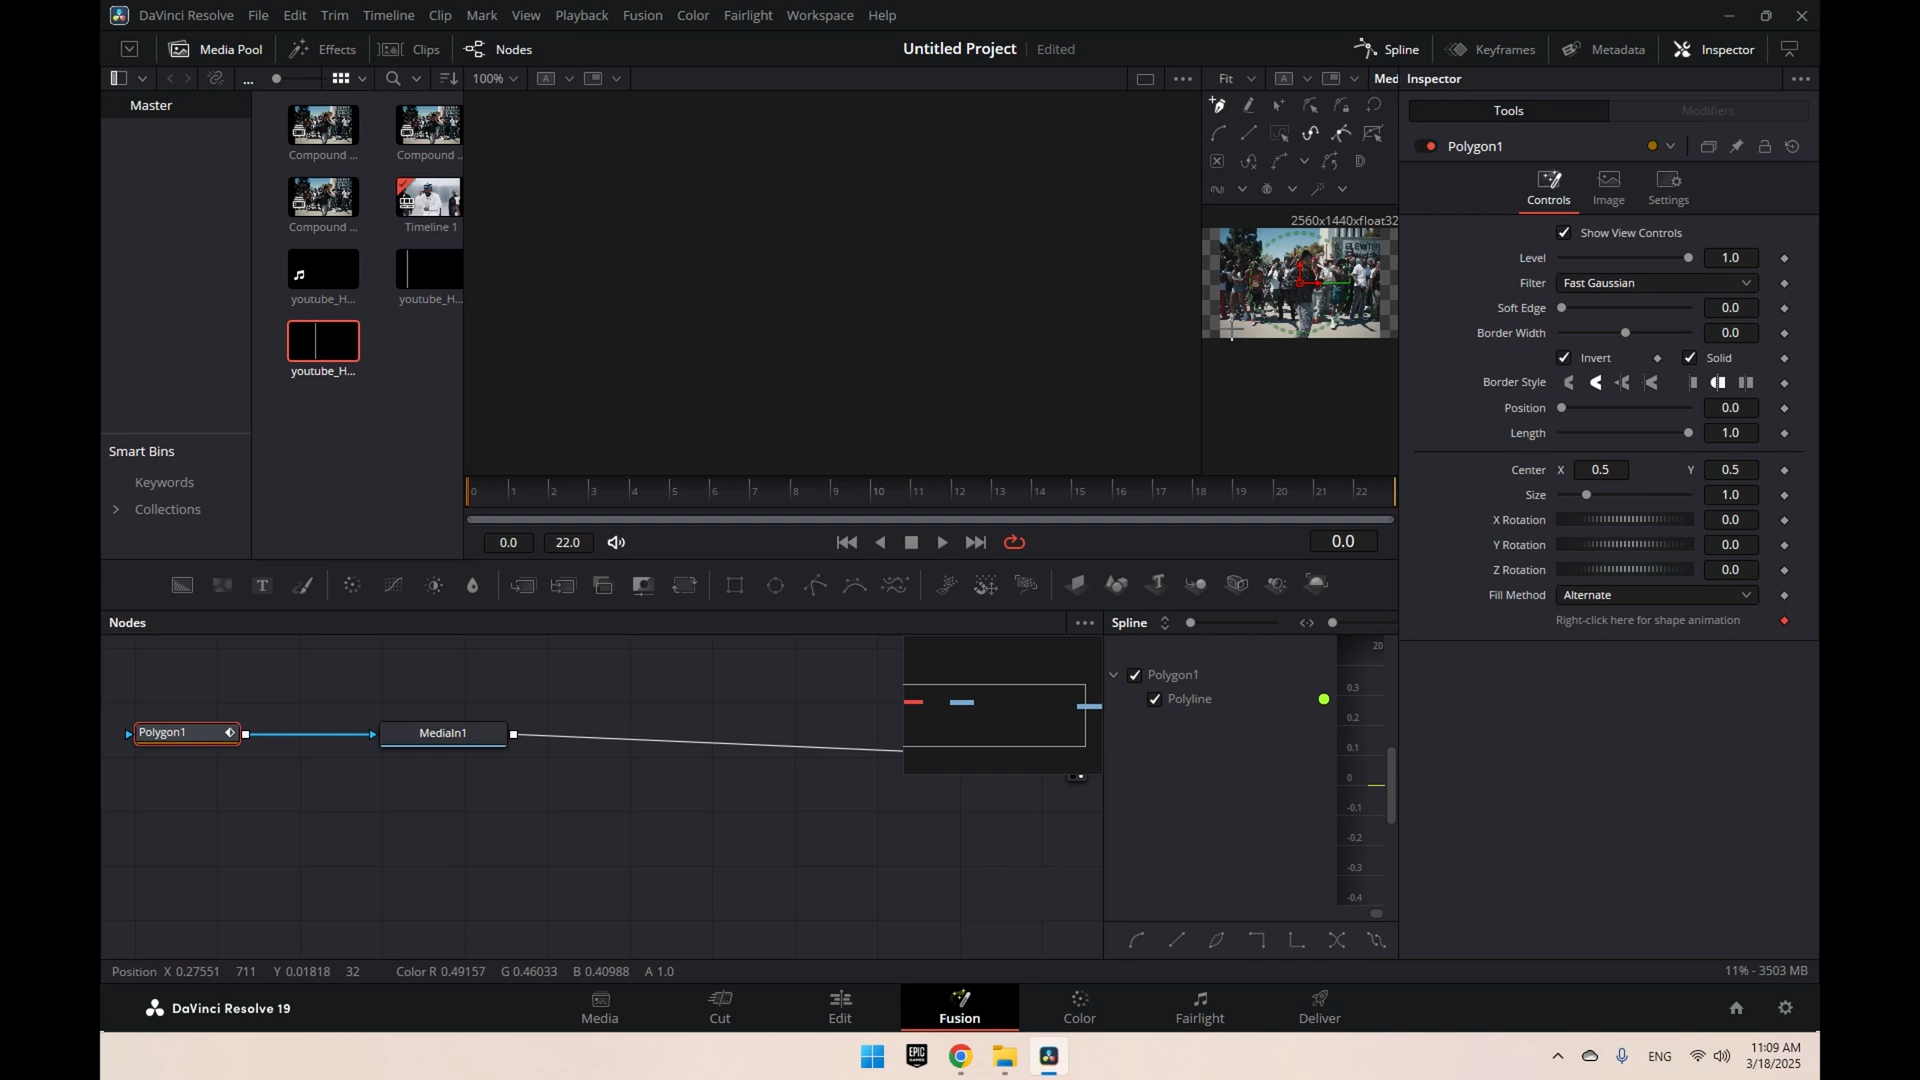 DaVinci Resolve File Edit Trim Timeline Clip Mark View Playback Fusion Color Fairlight Workspace Help
Media Pool Effects Clips Nodes Untitled Project Edited Spline Keyframes Metadata Inspector
... 100% Fit Med Inspector
Master
Compound ... Compound ...
Compound ... Timeline 1
youtube_H... youtube_H...
youtube_H...
Smart Bins
Keywords
Collections
2560x1440xfloat32
Tools Modifiers
Polygon1
Controls Image Settings
Show View Controls
Level 1.0
Filter Fast Gaussian
Soft Edge 0.0
Border Width 0.0
Invert Solid
Border Style
Position 0.0
Length 1.0
Center X 0.5 Y 0.5
Size 1.0
X Rotation 0.0
Y Rotation 0.0
Z Rotation 0.0
Fill Method Alternate
Right-click here for shape animation
0 1 2 3 4 5 6 7 8 9 10 11 12 13 14 15 16 17 18 19 20 21 22
0.0 22.0 0.0
Nodes
Polygon1
MediaIn1
Spline
Polygon1
Polyline
20
0.3
0.2
0.1
0
-0.1
-0.2
-0.3
-0.4
Position X 0.27551 711 Y 0.01818 32 Color R 0.49157 G 0.46033 B 0.40988 A 1.0 11% - 3503 MB
DaVinci Resolve 19 Media Cut Edit Fusion Color Fairlight Deliver
EPIC GAMES
ENG
11:09 AM
3/18/2025